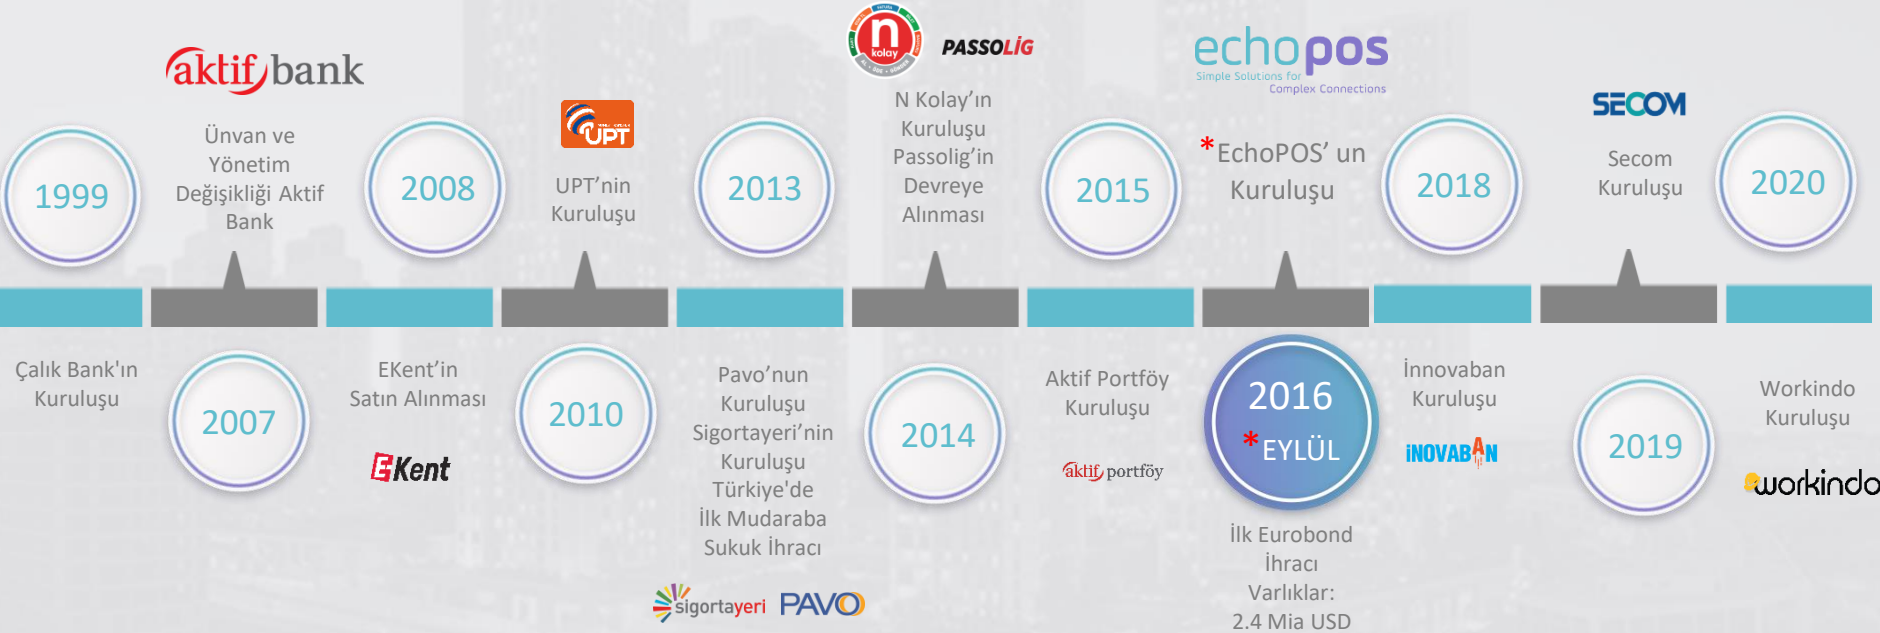 1999
Çalık Bank'ın
Kuruluşu
aktif bank
Ünvan ve
Yönetim
Değişikliği Aktif
Bank
2007
2008
EKent’in
Satın Alınması
EKent
UPT
UPT’nin
Kuruluşu
2010
2013
Pavo’nun
Kuruluşu
Sigortayeri’nin
Kuruluşu
Türkiye'de
İlk Mudaraba
Sukuk İhracı
sigortayeri
PAVO
n
kolay
AL • ÖDE • GÖNDER
PASSOLİG
N Kolay’ın
Kuruluşu
Passolig’in
Devreye
Alınması
2014
2015
Aktif Portföy
Kuruluşu
aktif portföy
echopos
Simple Solutions for
Complex Connections
*EchoPOS’ un
Kuruluşu
2016
*EYLÜL
İlk Eurobond
İhracı
Varlıklar:
2.4 Mia USD
2018
İnnovaban
Kuruluşu
iNOVABAN
SECOM
Secom
Kuruluşu
2019
2020
Workindo
Kuruluşu
workindo